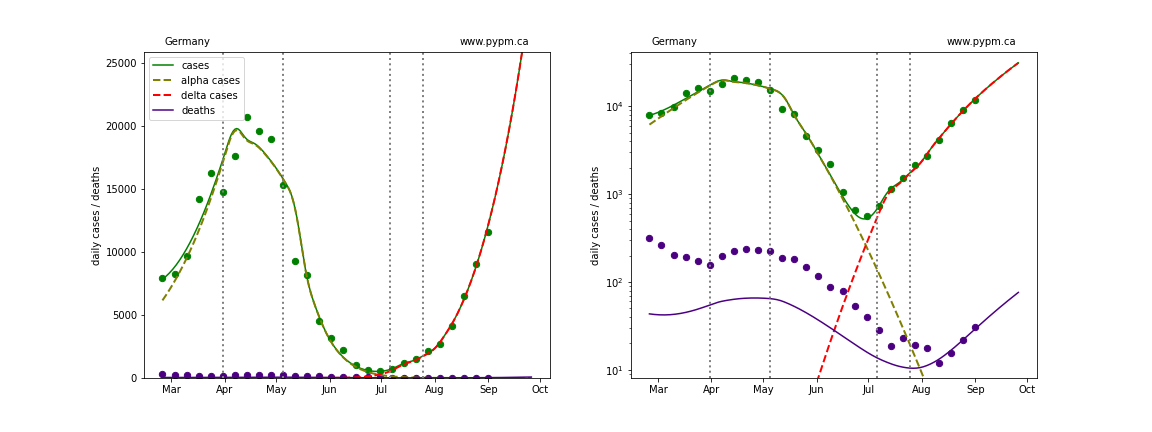 Germany www.pypm.ca
25000
20000
15000
10000
5000
0
daily cases / deaths
cases
alpha cases
delta cases
deaths
Mar Apr May Jun Jul Aug Sep Oct
Germany www.pypm.ca
10^4
10^3
10^2
10^1
daily cases / deaths
Mar Apr May Jun Jul Aug Sep Oct